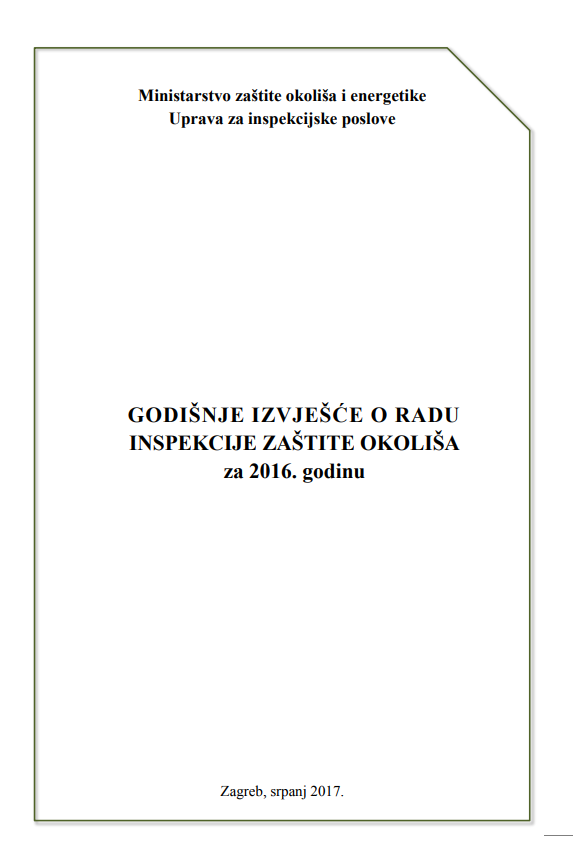 Ministarstvo zaštite okoliša i energetike
Uprava za inspekcijske poslove
GODIŠNJE IZVJEŠĆE O RADU
INSPEKCIJE ZAŠTITE OKOLIŠA
za 2016. godinu
Zagreb, srpanj 2017.